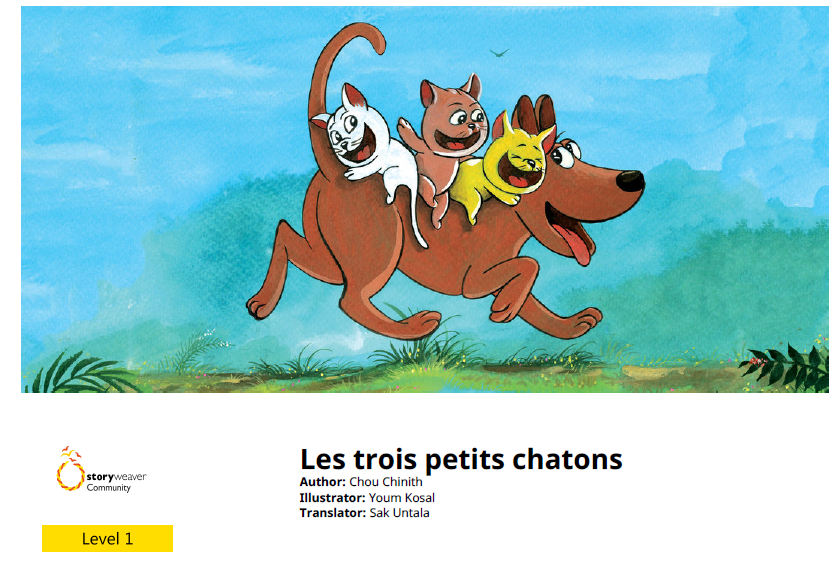 storyweaver
Community
Level 1
Les trois petits chatons
Author: Chou Chinith
Illustrator: Youm Kosal
Translator: Sak Untala